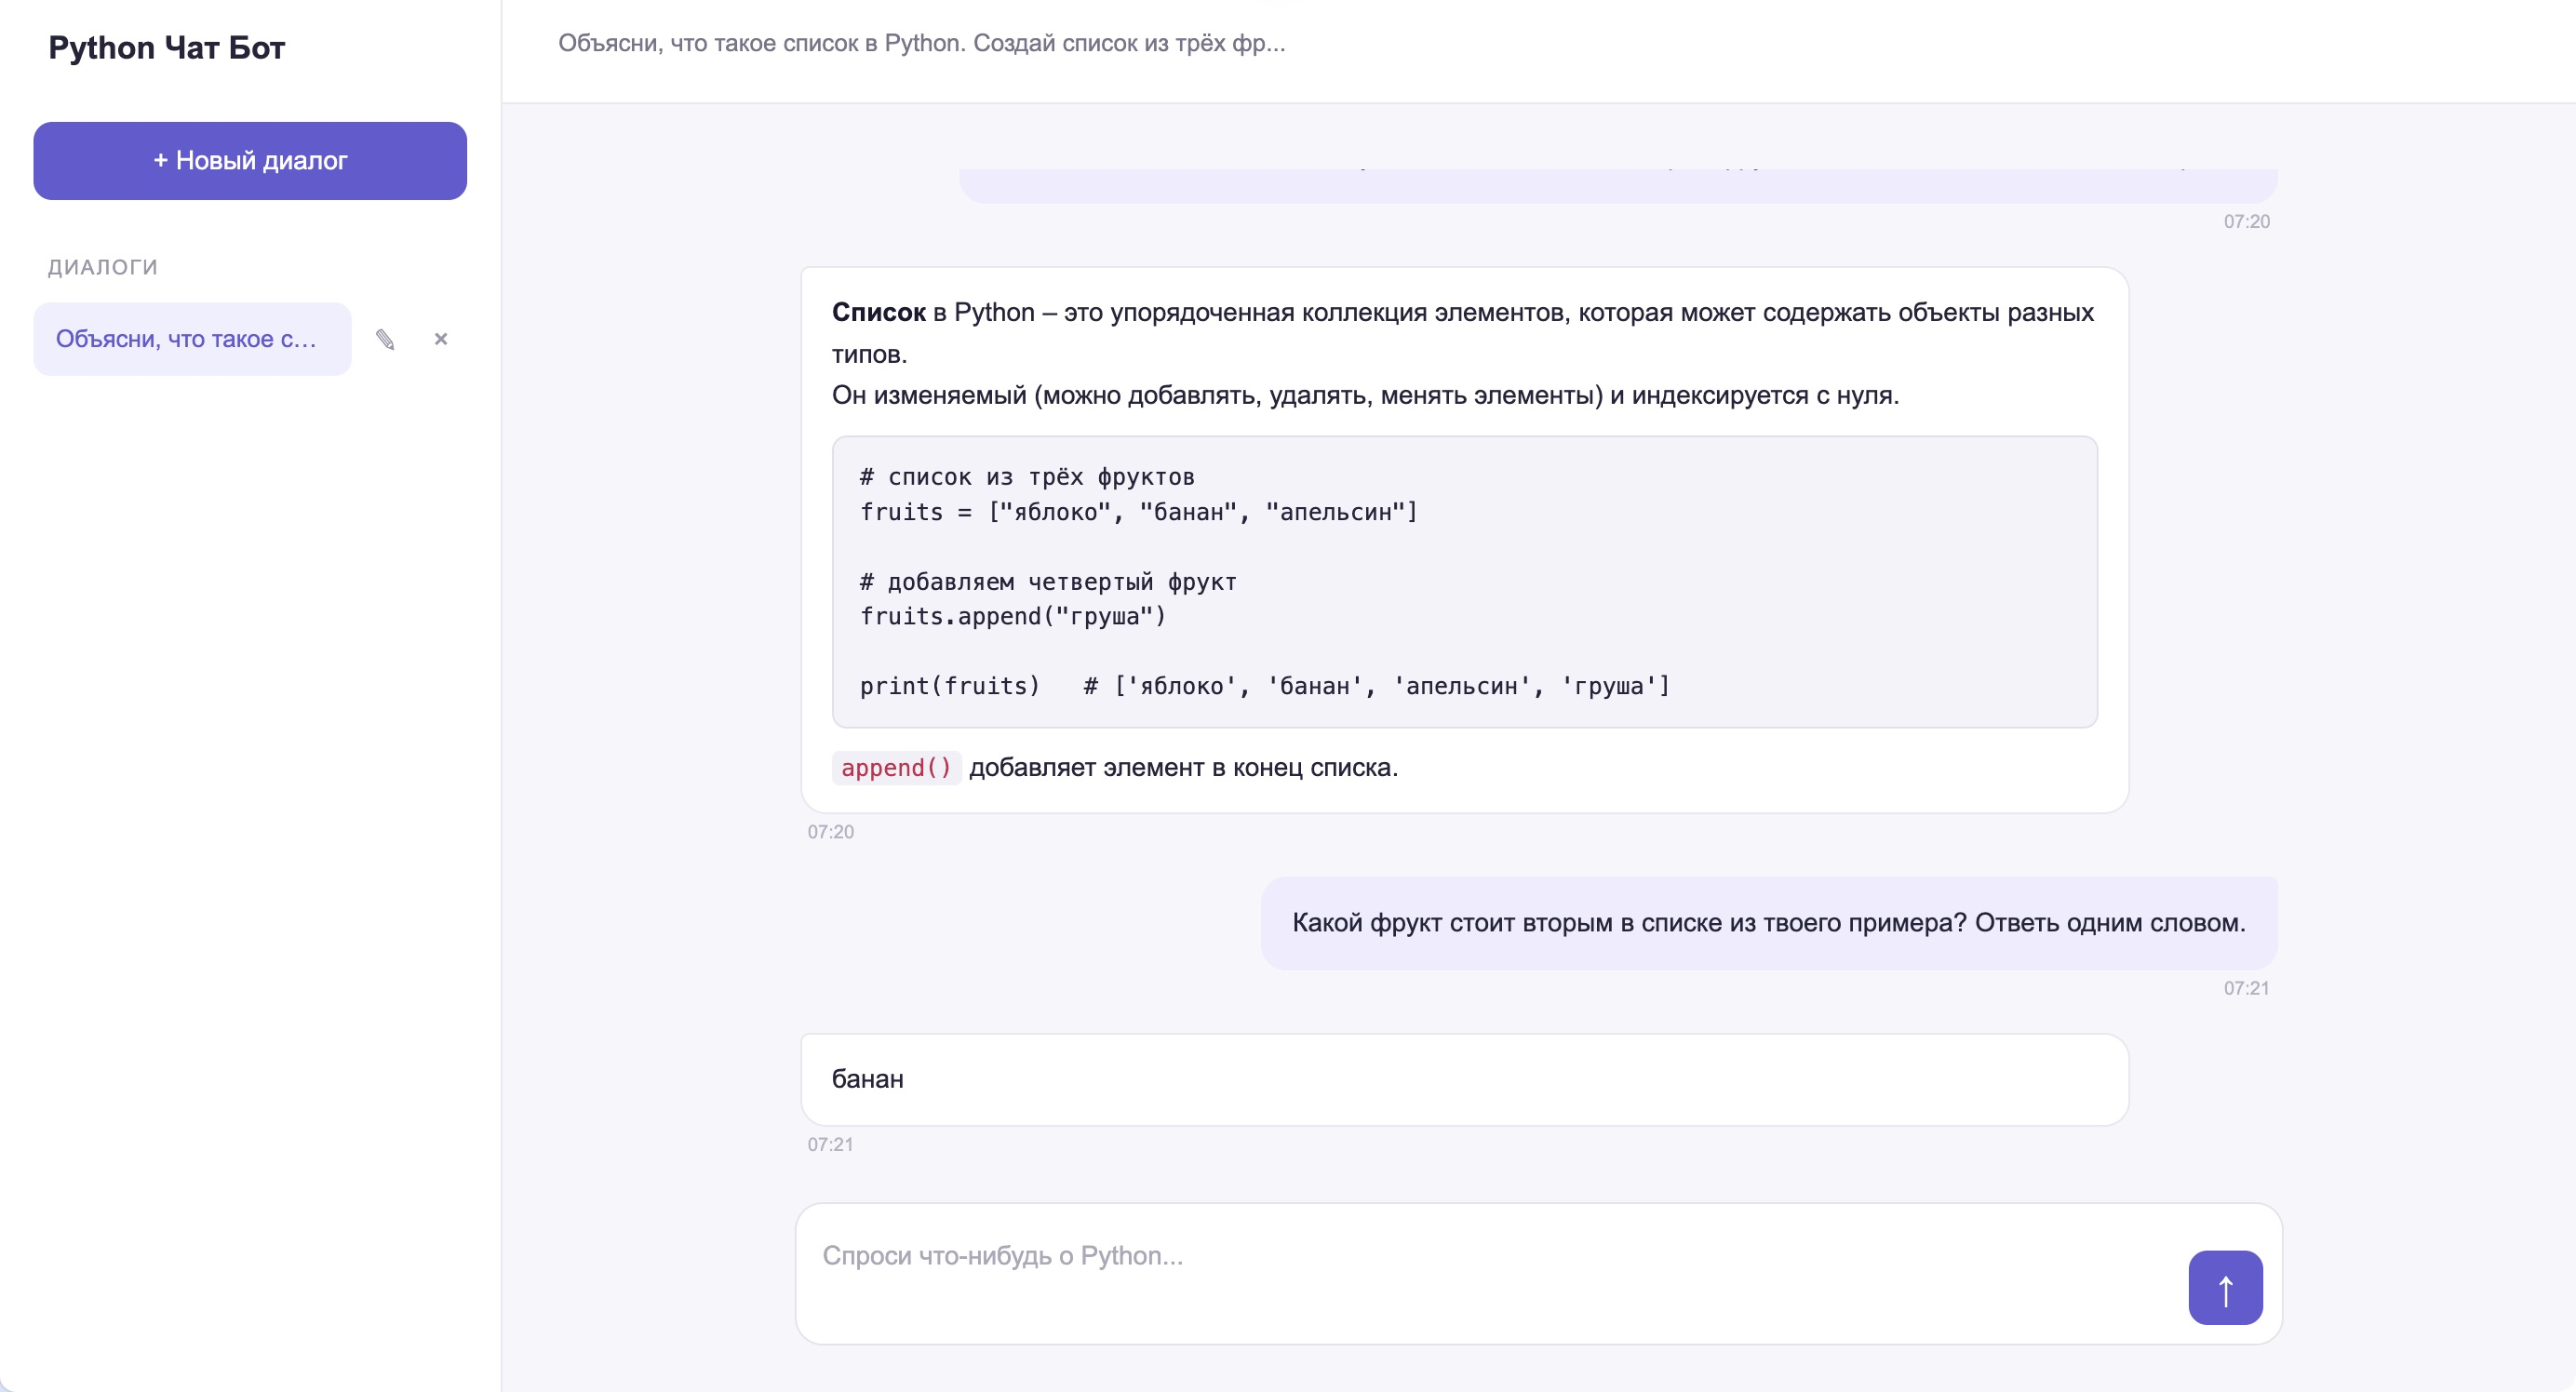 Python Чат Бот
+ Новый диалог
ДИАЛОГИ
Объясни, что такое с...
Объясни, что такое список в Python. Создай список из трёх фр...
07:20
Список в Python – это упорядоченная коллекция элементов, которая может содержать объекты разных
типов.
Он изменяемый (можно добавлять, удалять, менять элементы) и индексируется с нуля.
# список из трёх фруктов
fruits = ["яблоко", "банан", "апельсин"]
# добавляем четвертый фрукт
fruits.append("груша")
print(fruits)   # ['яблоко', 'банан', 'апельсин', 'груша']
append() добавляет элемент в конец списка.
07:20
Какой фрукт стоит вторым в списке из твоего примера? Ответь одним словом.
07:21
банан
07:21
Спроси что-нибудь о Python...